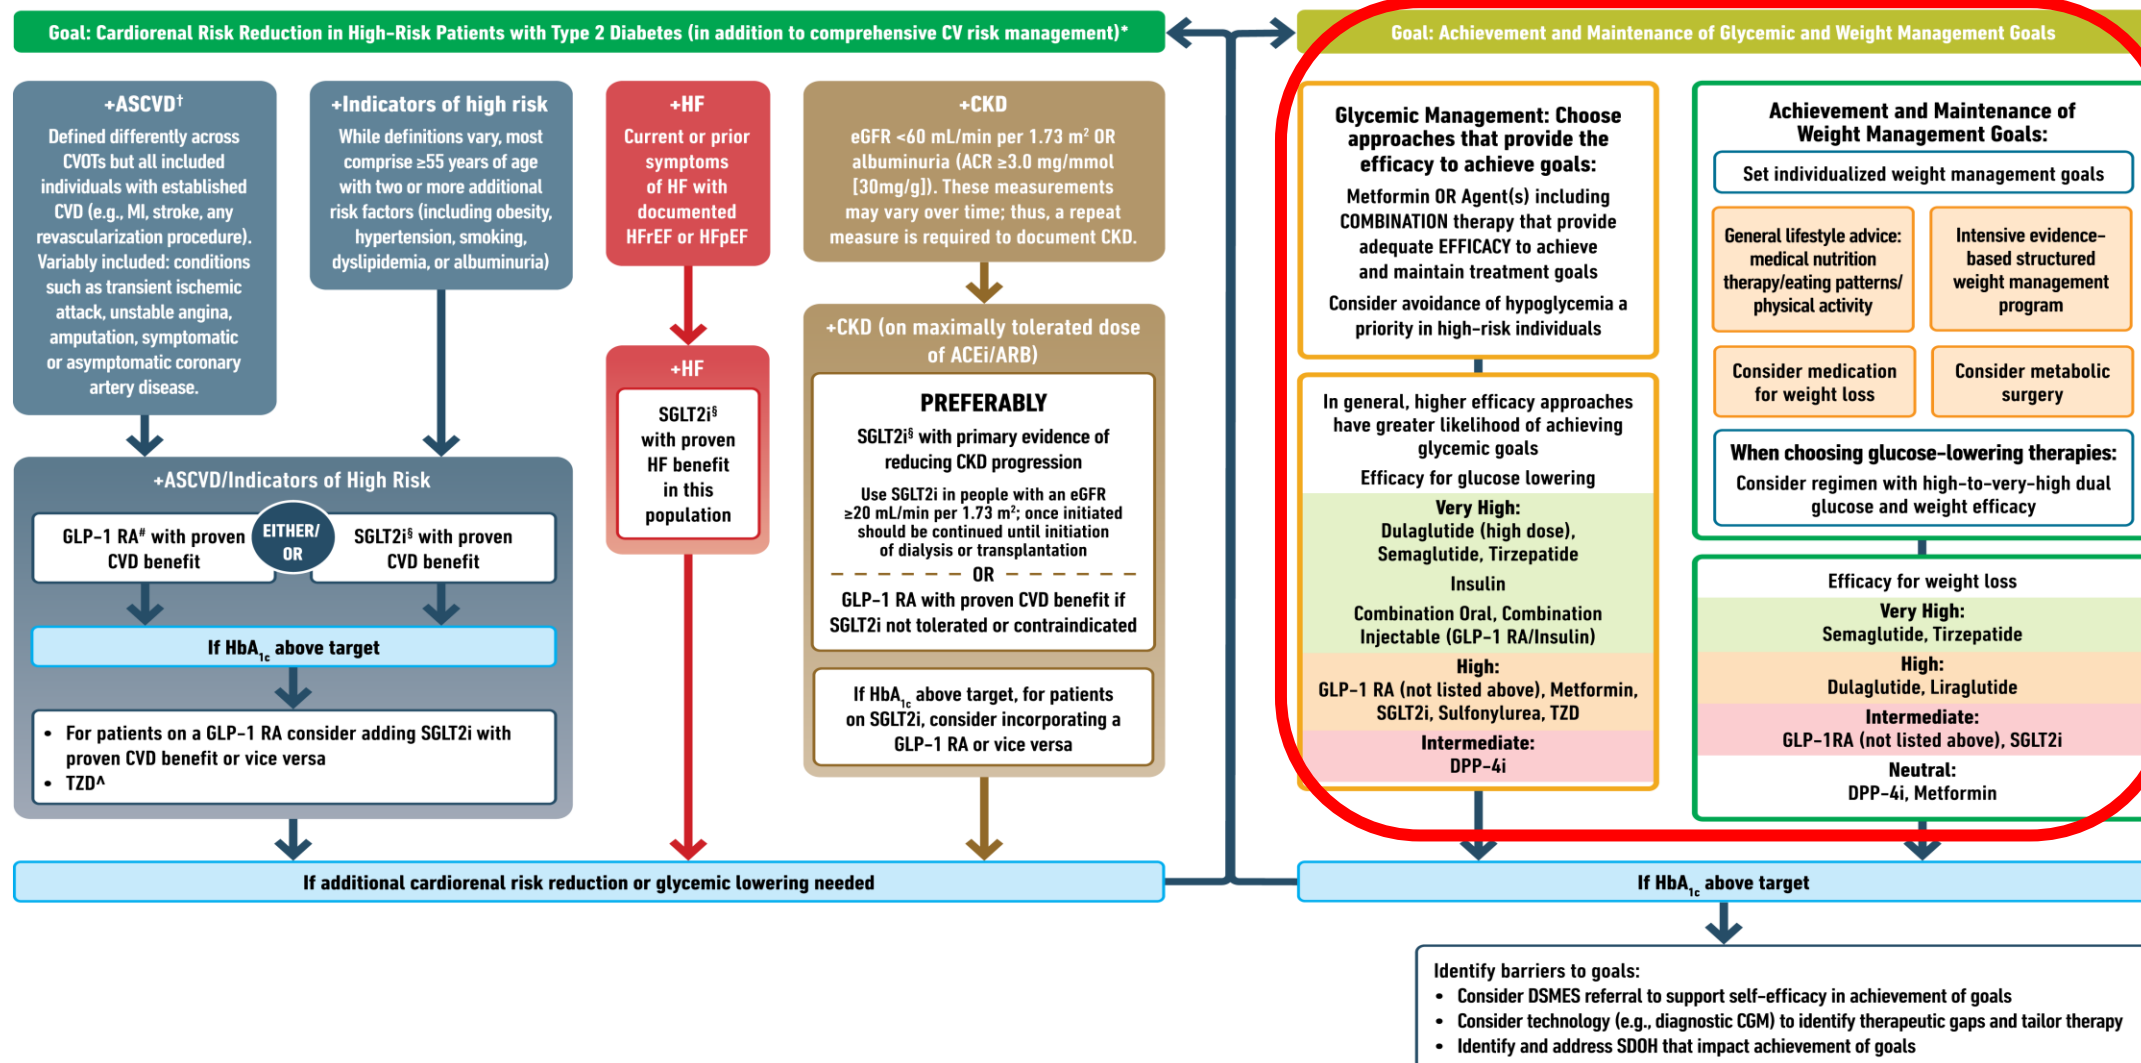 Goal: Cardiorenal Risk Reduction in High-Risk Patients with Type 2 Diabetes (in addition to comprehensive CV risk management)*
+ASCVD†
Defined differently across
CVOTs but all included
individuals with established
CVD (e.g., MI, stroke, any
revascularization procedure).
Variably included: conditions
such as transient ischemic
attack, unstable angina,
amputation, symptomatic
or asymptomatic coronary
artery disease.
+Indicators of high risk
While definitions vary, most
comprise ≥55 years of age
with two or more additional
risk factors (including obesity,
hypertension, smoking,
dyslipidemia, or albuminuria)
+ASCVD/Indicators of High Risk
GLP-1 RA# with proven
CVD benefit
EITHER/
OR
SGLT2i§ with proven
CVD benefit
If HbA1c above target
• For patients on a GLP-1 RA consider adding SGLT2i with
proven CVD benefit or vice versa
• TZD^
+HF
Current or prior
symptoms
of HF with
documented
HFrEF or HFpEF
+HF
SGLT2i§
with proven
HF benefit
in this
population
+CKD
eGFR <60 mL/min per 1.73 m² OR
albuminuria (ACR ≥3.0 mg/mmol
[30mg/g]). These measurements
may vary over time; thus, a repeat
measure is required to document CKD.
+CKD (on maximally tolerated dose
of ACEi/ARB)
PREFERABLY
SGLT2i§ with primary evidence of
reducing CKD progression
Use SGLT2i in people with an eGFR
≥20 mL/min per 1.73 m²; once initiated
should be continued until initiation
of dialysis or transplantation
OR
GLP-1 RA with proven CVD benefit if
SGLT2i not tolerated or contraindicated
If HbA1c above target, for patients
on SGLT2i, consider incorporating a
GLP-1 RA or vice versa
If additional cardiorenal risk reduction or glycemic lowering needed
Goal: Achievement and Maintenance of Glycemic and Weight Management Goals
Glycemic Management: Choose
approaches that provide the
efficacy to achieve goals:
Metformin OR Agent(s) including
COMBINATION therapy that provide
adequate EFFICACY to achieve
and maintain treatment goals
Consider avoidance of hypoglycemia a
priority in high-risk individuals
In general, higher efficacy approaches
have greater likelihood of achieving
glycemic goals
Efficacy for glucose lowering
Very High:
Dulaglutide (high dose),
Semaglutide, Tirzepatide
Insulin
Combination Oral, Combination
Injectable (GLP-1 RA/Insulin)
High:
GLP-1 RA (not listed above), Metformin,
SGLT2i, Sulfonylurea, TZD
Intermediate:
DPP-4i
Achievement and Maintenance of
Weight Management Goals:
Set individualized weight management goals
General lifestyle advice:
medical nutrition
therapy/eating patterns/
physical activity
Intensive evidence-
based structured
weight management
program
Consider medication
for weight loss
Consider metabolic
surgery
When choosing glucose-lowering therapies:
Consider regimen with high-to-very-high dual
glucose and weight efficacy
Efficacy for weight loss
Very High:
Semaglutide, Tirzepatide
High:
Dulaglutide, Liraglutide
Intermediate:
GLP-1RA (not listed above), SGLT2i
Neutral:
DPP-4i, Metformin
If HbA1c above target
Identify barriers to goals:
• Consider DSMES referral to support self-efficacy in achievement of goals
• Consider technology (e.g., diagnostic CGM) to identify therapeutic gaps and tailor therapy
• Identify and address SDOH that impact achievement of goals